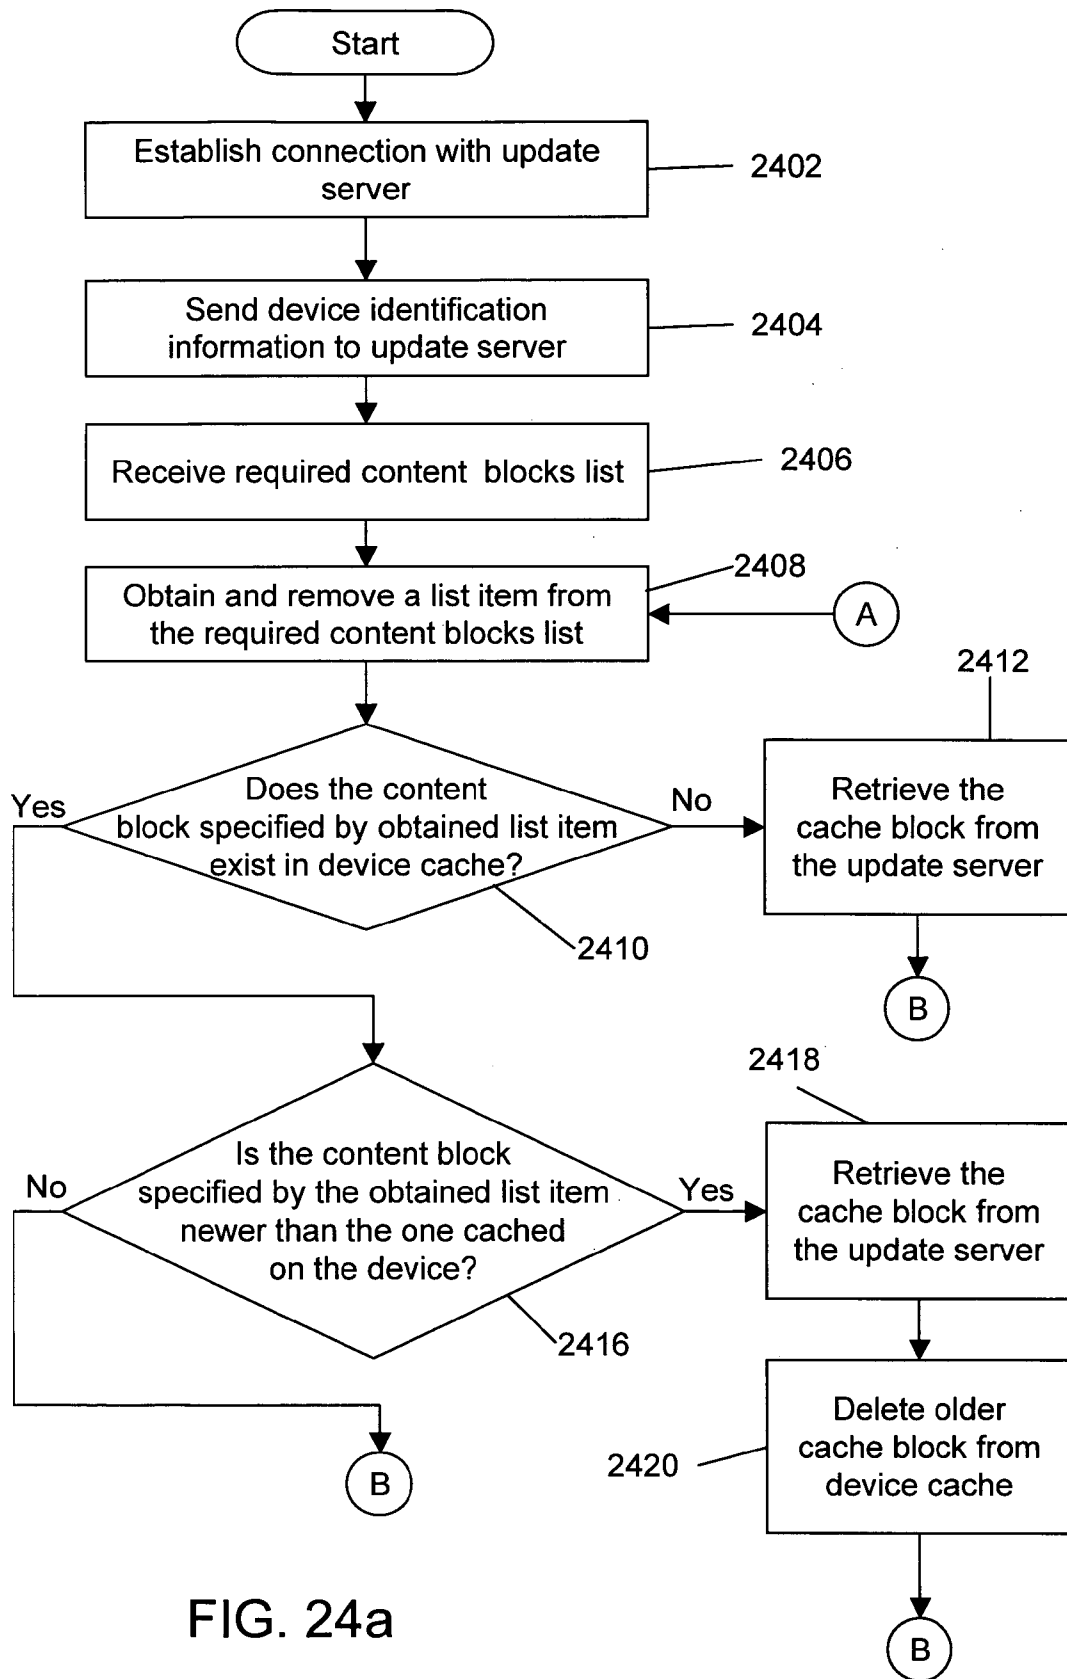 Start
Establish connection with update
server
2402
Send device identification
information to update server
2404
Receive required content blocks list
2406
Obtain and remove a list item from
the required content blocks list
2408
A
2412
Does the content
block specified by obtained list item
exist in device cache?
Yes
No
2410
Retrieve the
cache block from
the update server
B
2418
Is the content block
specified by the obtained list item
newer than the one cached
on the device?
No
Yes
2416
Retrieve the
cache block from
the update server
B
2420
Delete older
cache block from
device cache
B
FIG. 24a